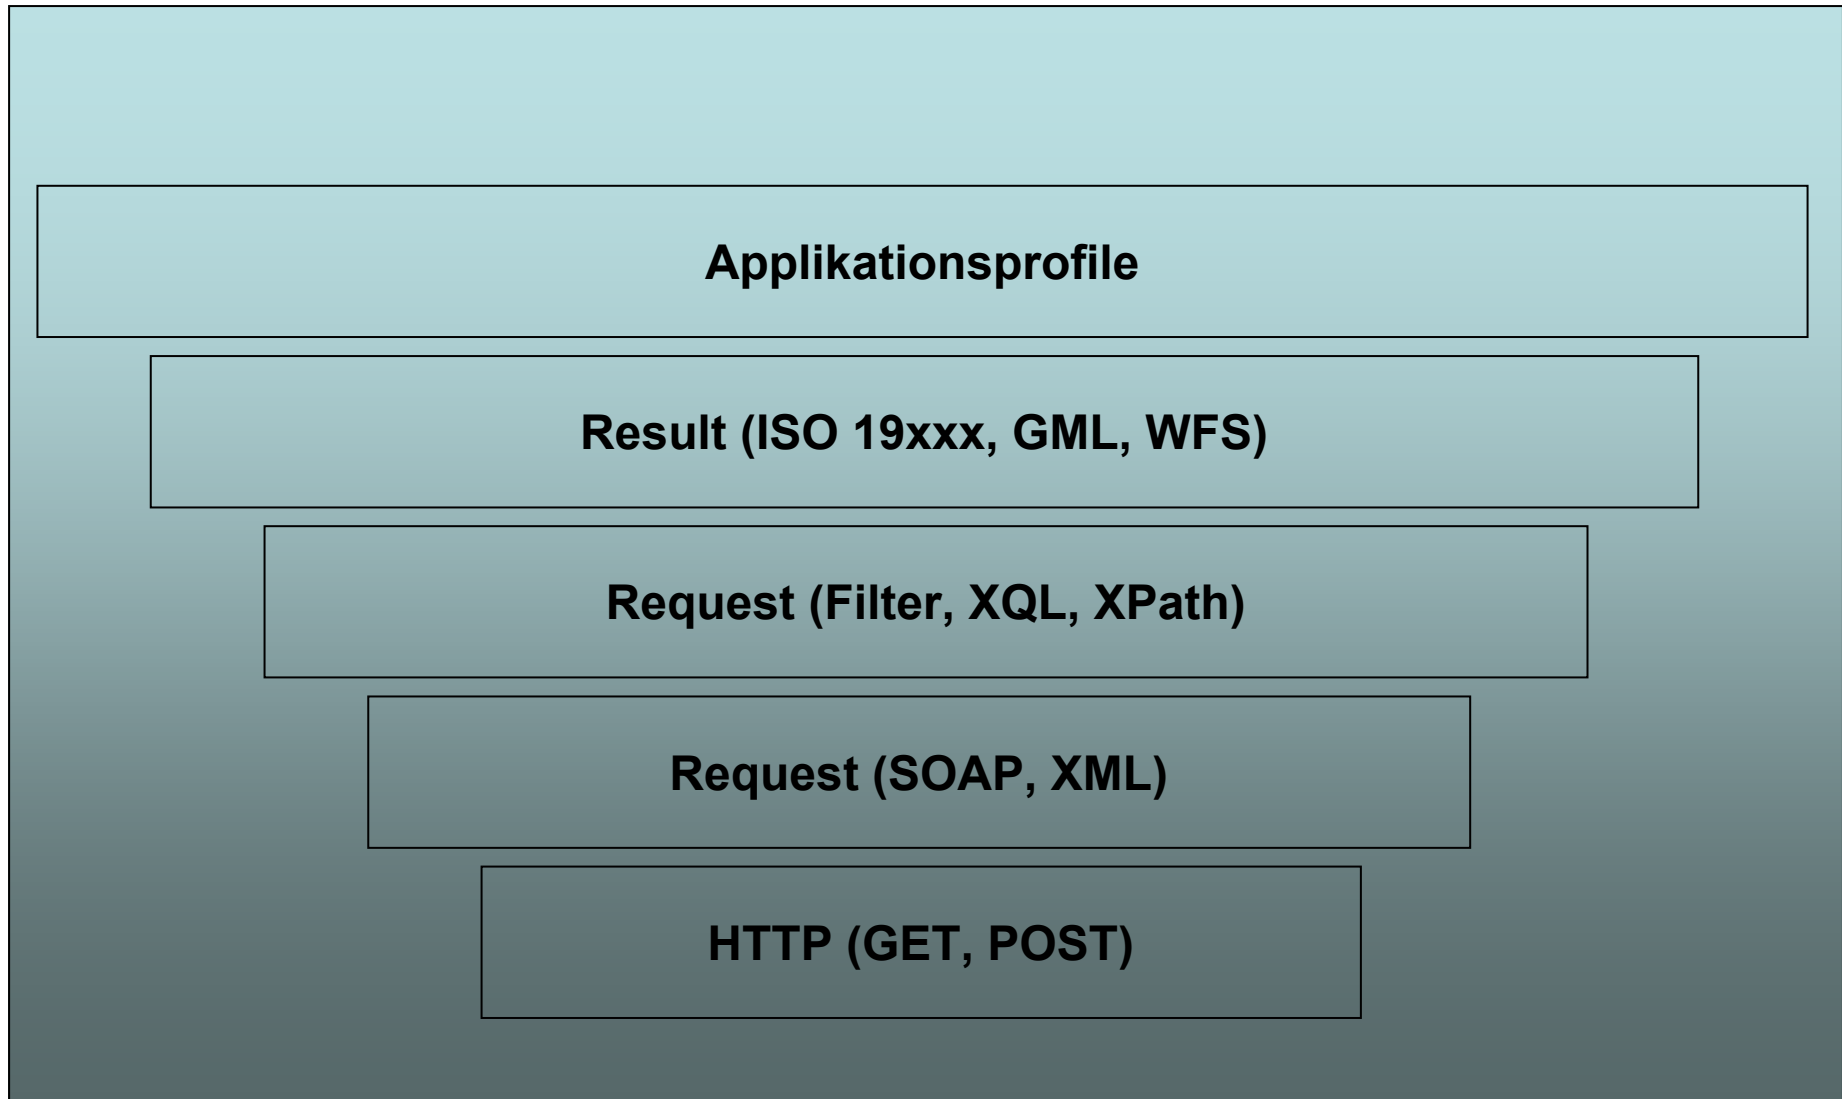 Applikationsprofile
Result (ISO 19xxx, GML, WFS)
Request (Filter, XQL, XPath)
Request (SOAP, XML)
HTTP (GET, POST)